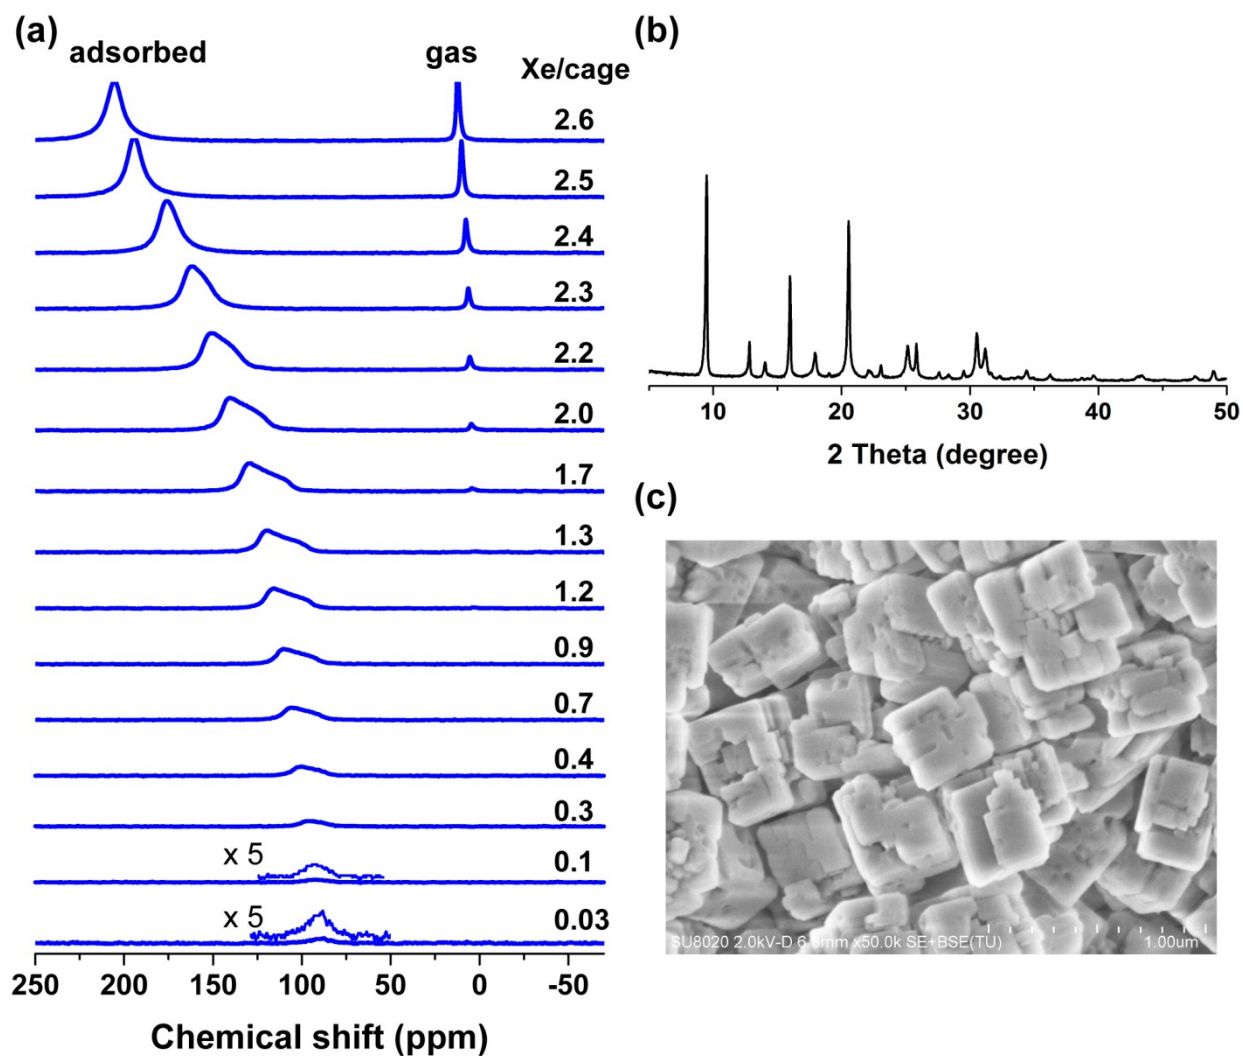 (a)
adsorbed gas Xe/cage
2.6
2.5
2.4
2.3
2.2
2.0
1.7
1.3
1.2
0.9
0.7
0.4
0.3
x 5 0.1
x 5 0.03
250 200 150 100 50 0 -50
Chemical shift (ppm)
(b)
10 20 30 40 50
2 Theta (degree)
(c)
SU8020 2.0kV-D 6.8mm x50.0k SE+BSE(TU) 1.00um